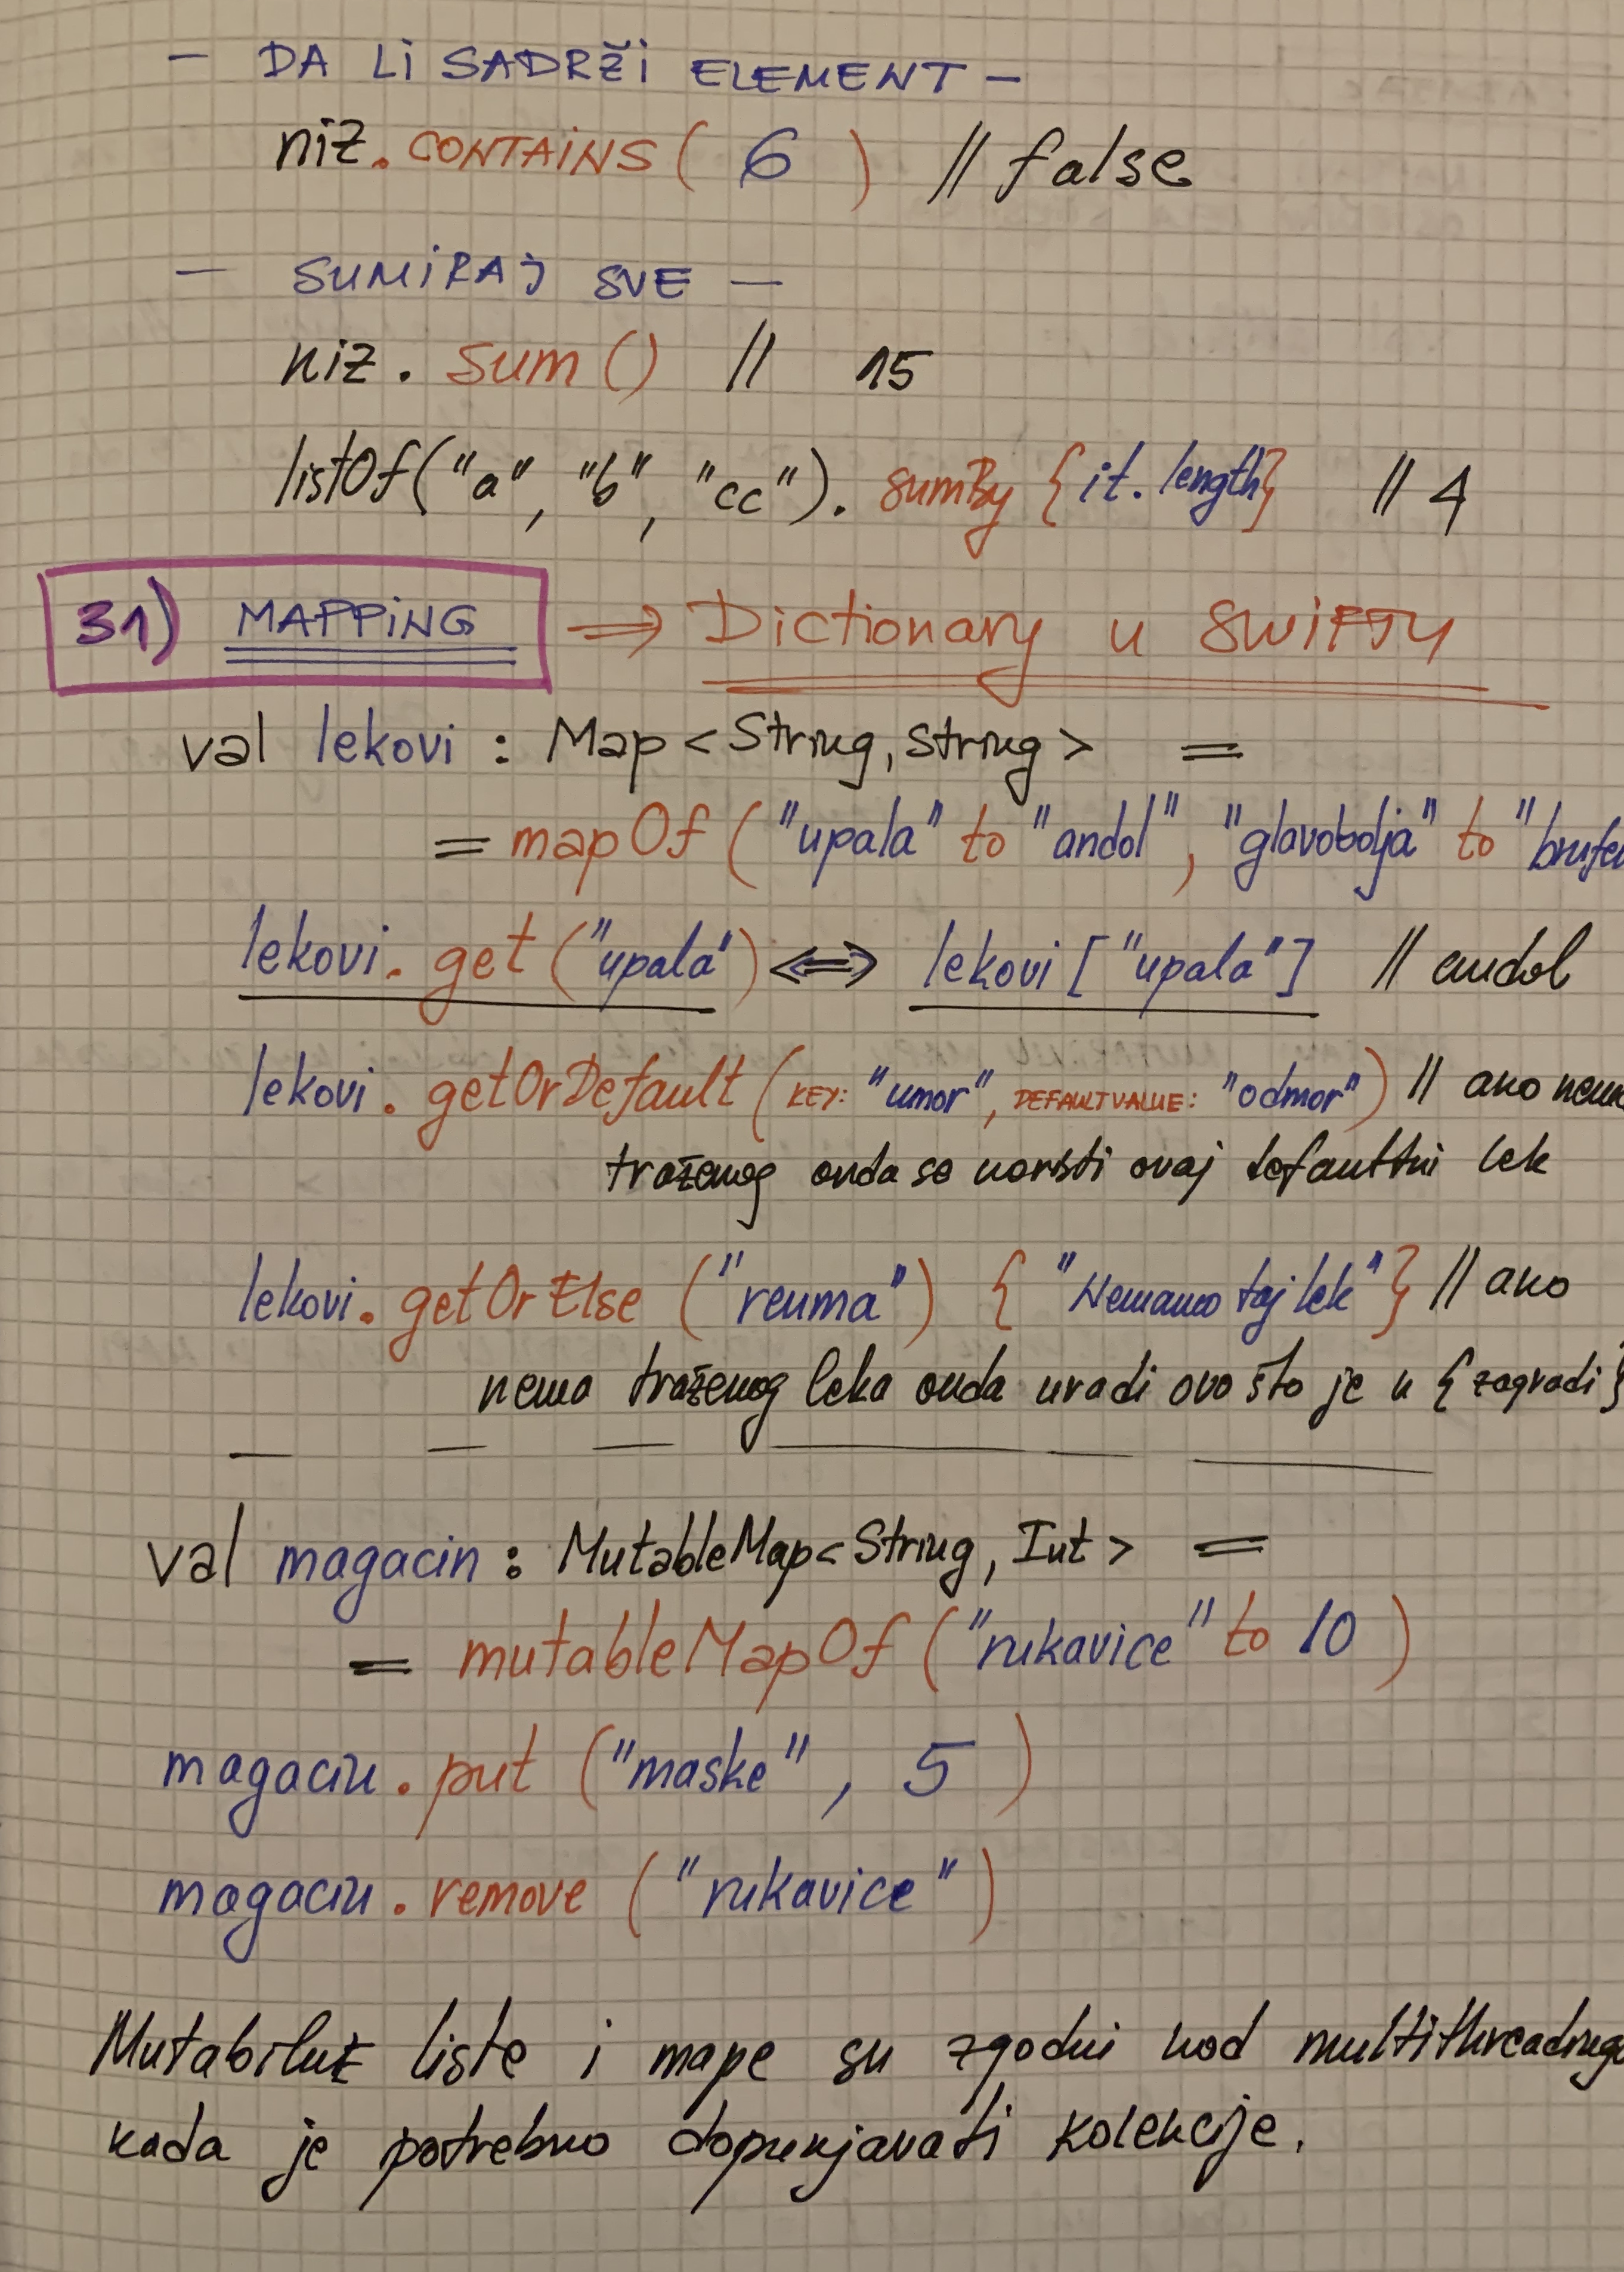 - DA LI SADRŽI ELEMENT -
niz.CONTAINS( 6 ) // false
- SUMIRAJ SVE -
niz. sum() // 15
listOf("a", "b", "cc"). sumBy {it.length} // 4
31) MAPPING ⇒ Dictionary u SWIFTU
val lekovi : Map <String, String> =
= mapOf ("upala" to "andol", "glavobolja" to "brufen
lekovi. get ("upala") ⇔ lekovi ["upala"] // andol
lekovi. getOrDefault (KEY: "umor", DEFAULTVALUE: "odmor") // ako nema
traženog onda se koristi ovaj defaultni lek
lekovi. getOrElse ("reuma") { "Nemamo taj lek" } // ako
nema traženog leka onda uradi ovo što je u {zagradi}
val magacin : MutableMap<String, Int> =
= mutableMapOf ("rukavice" to 10 )
magacin. put ("maske", 5 )
magacin. remove ("rukavice")
Mutabilne liste i mape su zgodni kod multithreadinga
kada je potrebno dopunjavati kolekcije.